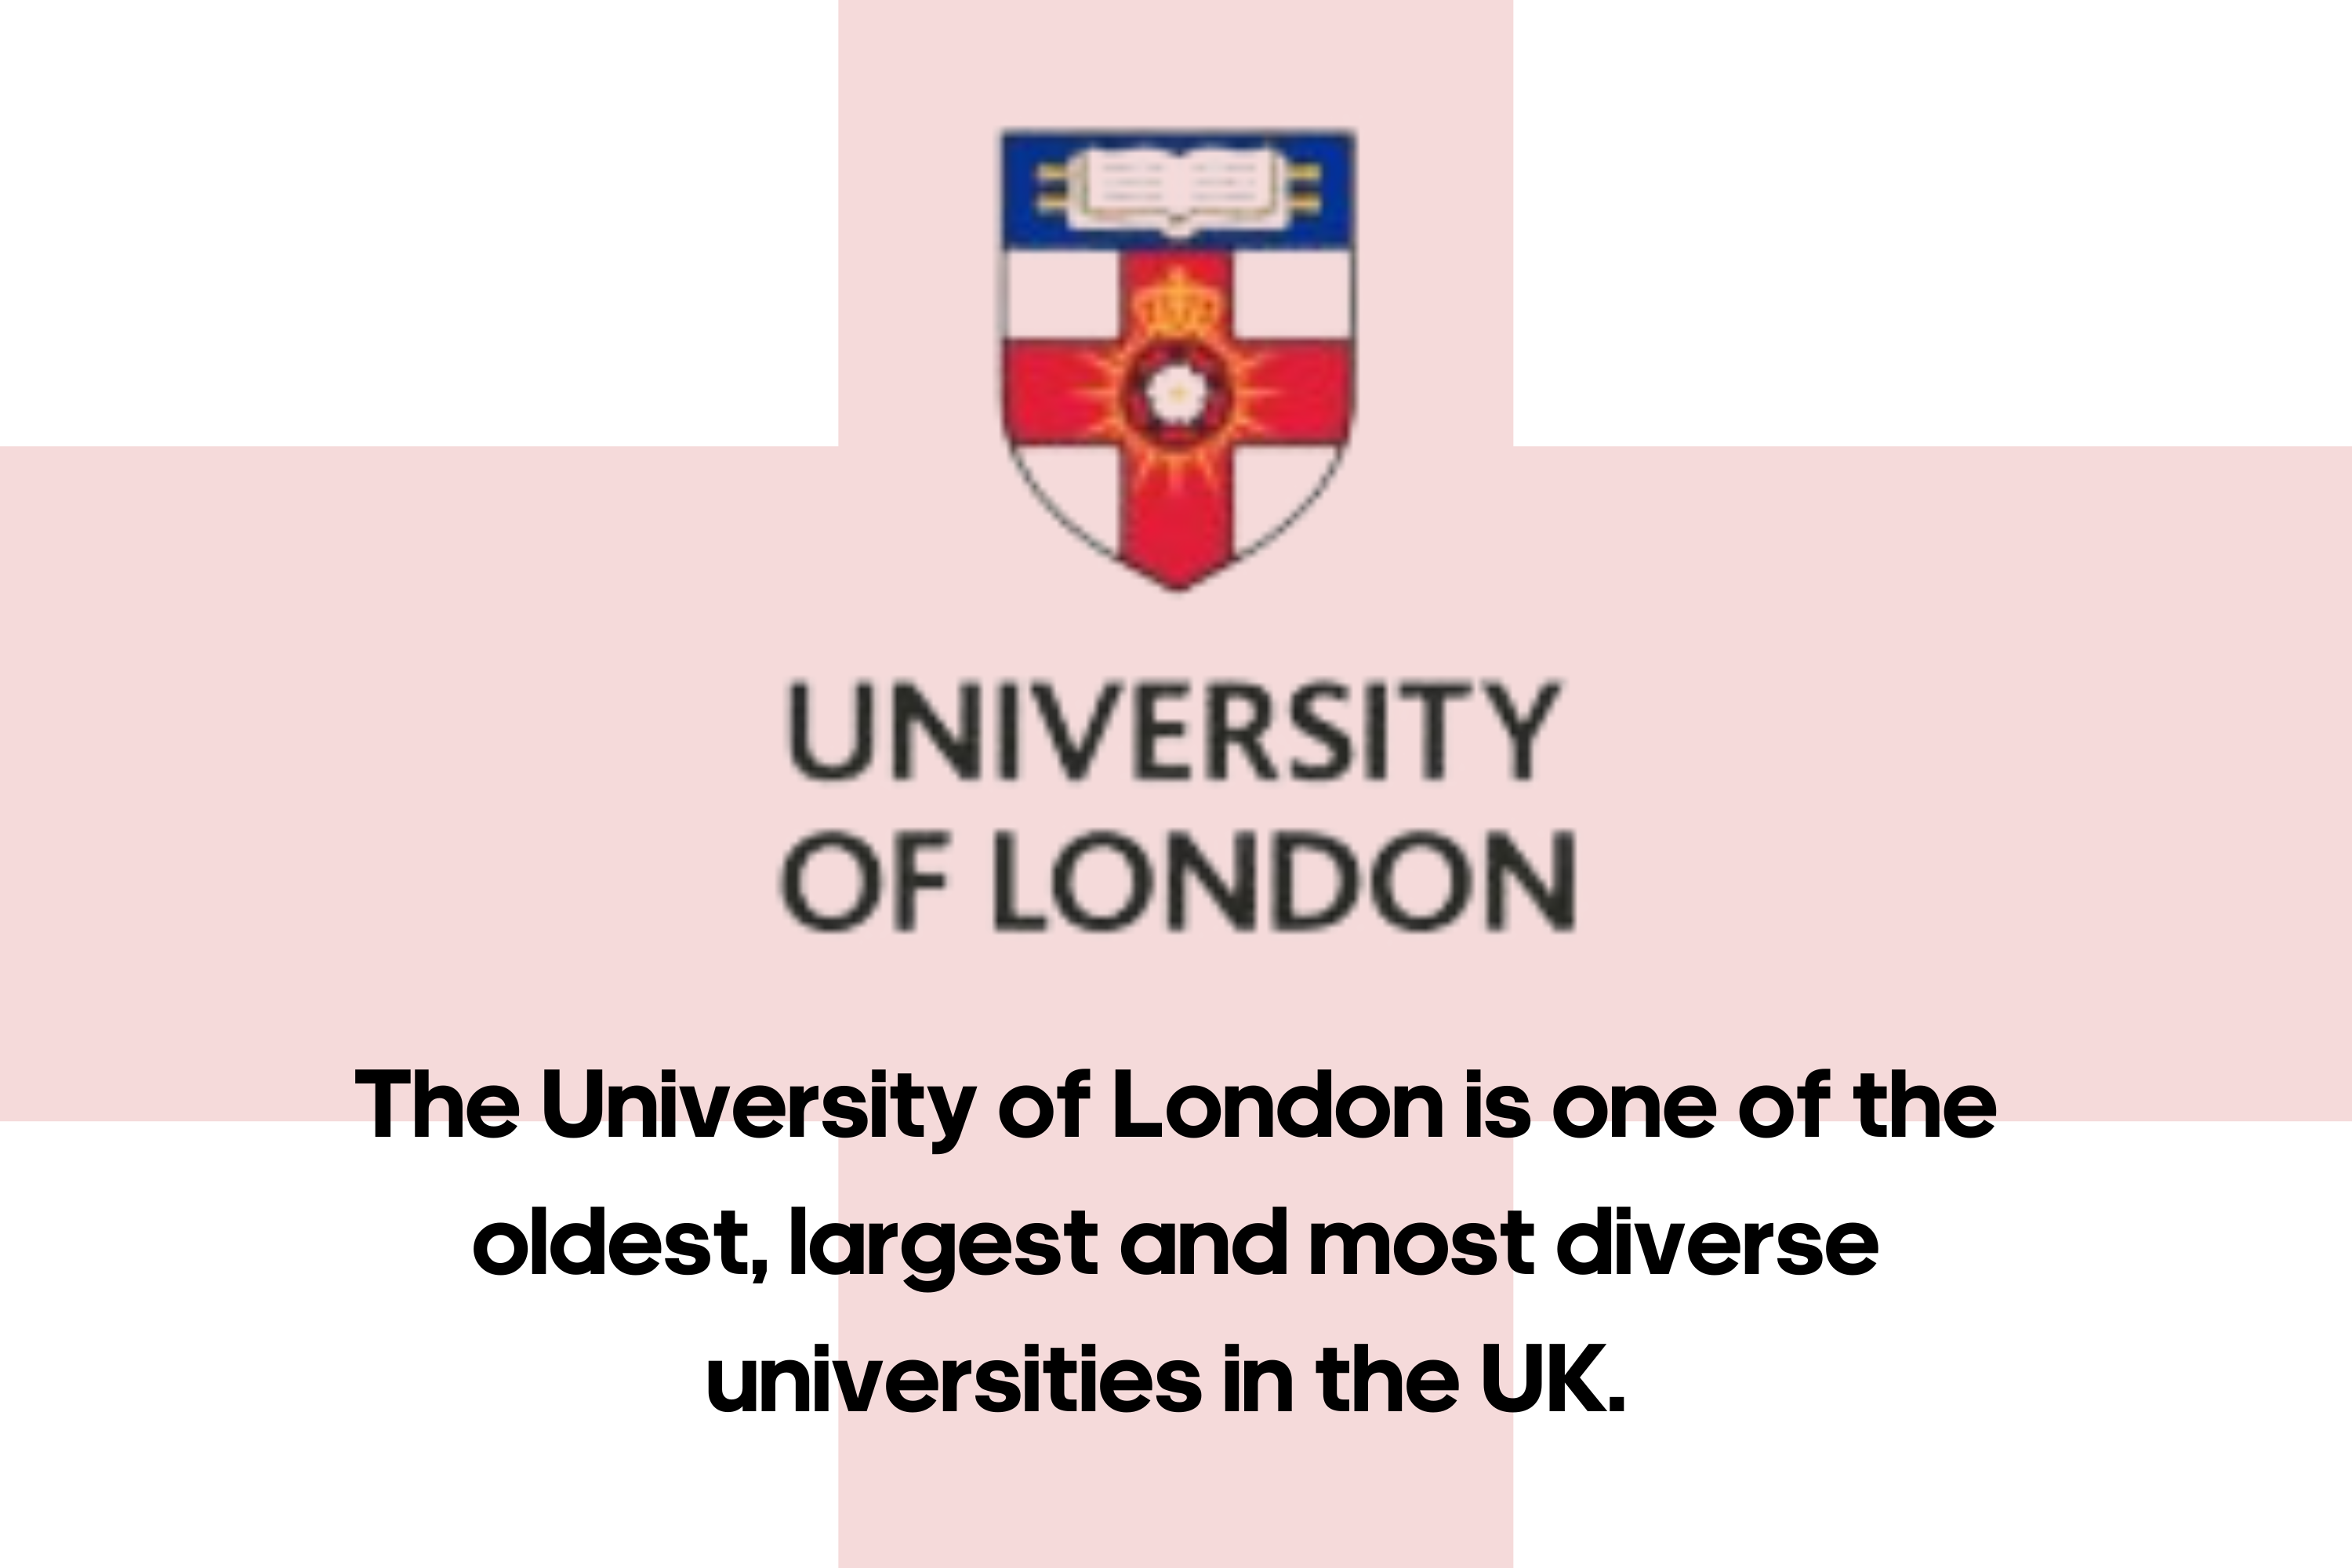 UNIVERSITY
OF LONDON
The University of London is one of the
oldest, largest and most diverse
universities in the UK.